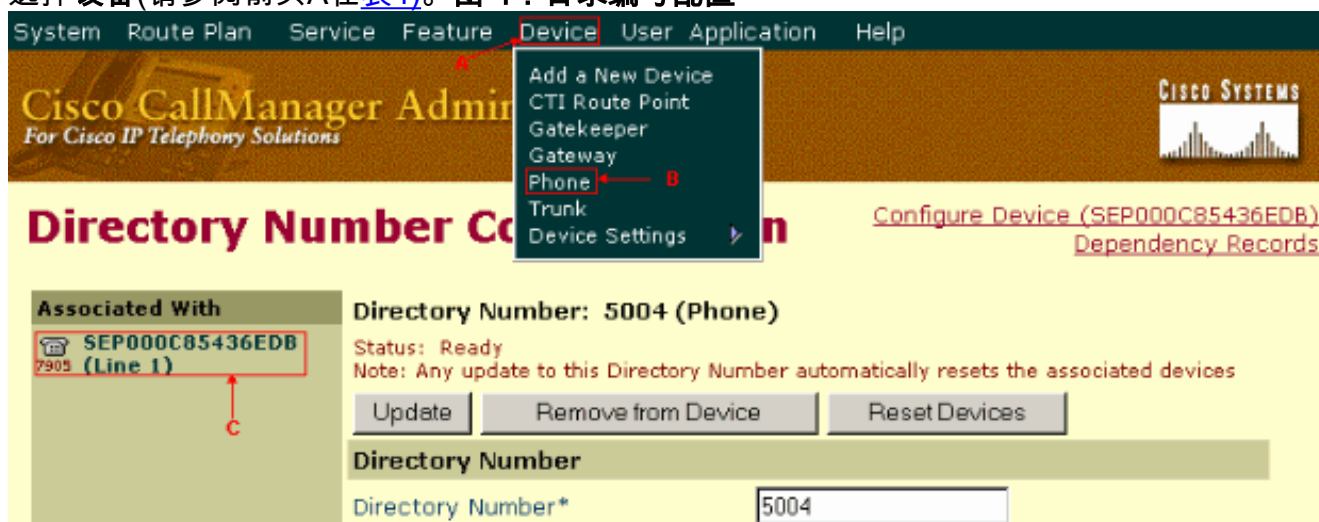 System Route Plan Service Feature Device User Application Help
A
Add a New Device
CTI Route Point
Gatekeeper
Gateway
Phone B
Trunk
Device Settings
Cisco CallManager Admin
For Cisco IP Telephony Solutions
CISCO SYSTEMS
Directory Number Co n
Configure Device (SEP000C85436EDB)
Dependency Records
Associated With
SEP000C85436EDB
7905 (Line 1)
C
Directory Number: 5004 (Phone)
Status: Ready
Note: Any update to this Directory Number automatically resets the associated devices
Update Remove from Device Reset Devices
Directory Number
Directory Number* 5004